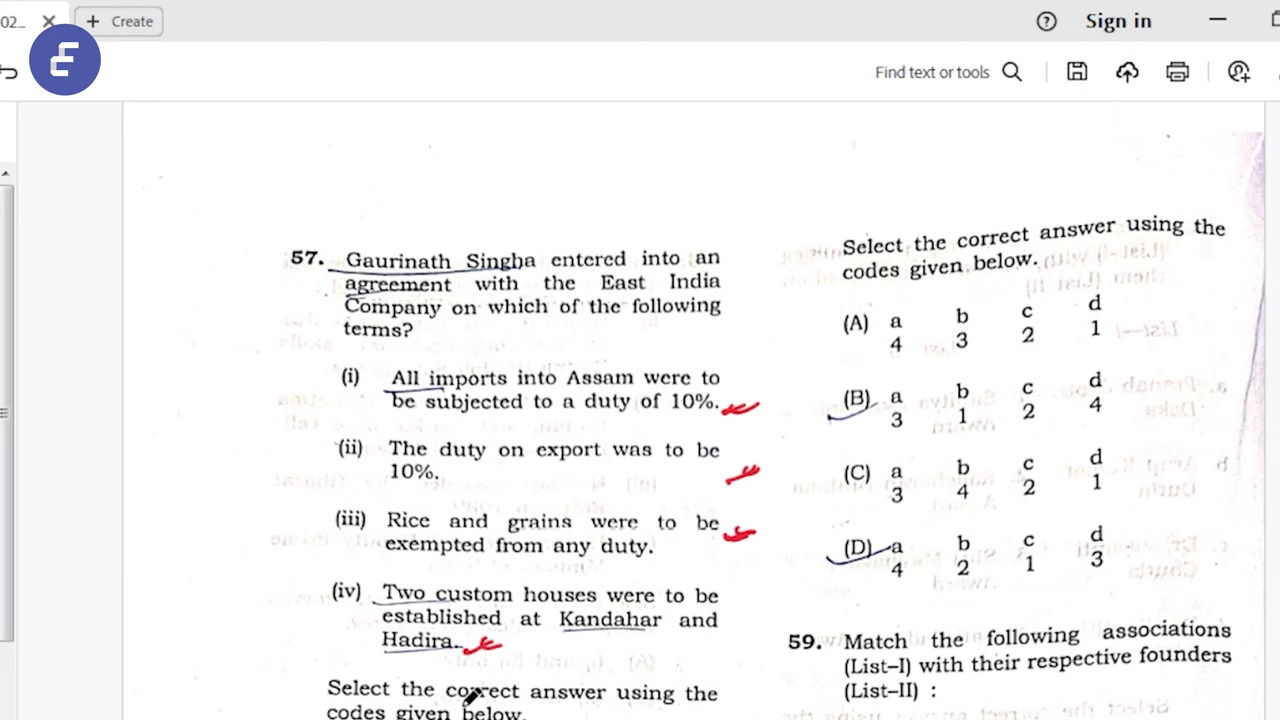 02_
Create
Sign in
E
Find text or tools
57. Gaurinath Singha entered into an
agreement with the East India
Company on which of the following
terms?
(i) All imports into Assam were to
be subjected to a duty of 10%.
(ii) The duty on export was to be
10%.
(iii) Rice and grains were to be
exempted from any duty.
(iv) Two custom houses were to be
established at Kandahar and
Hadira.
Select the correct answer using the
codes given below.
Select the correct answer using the
codes given below.
(A) a b c d
4 3 2 1
(B) a b c d
3 1 2 4
(C) a b c d
3 4 2 1
(D) a b c d
4 2 1 3
59. Match the following associations
(List-I) with their respective founders
(List-II) :